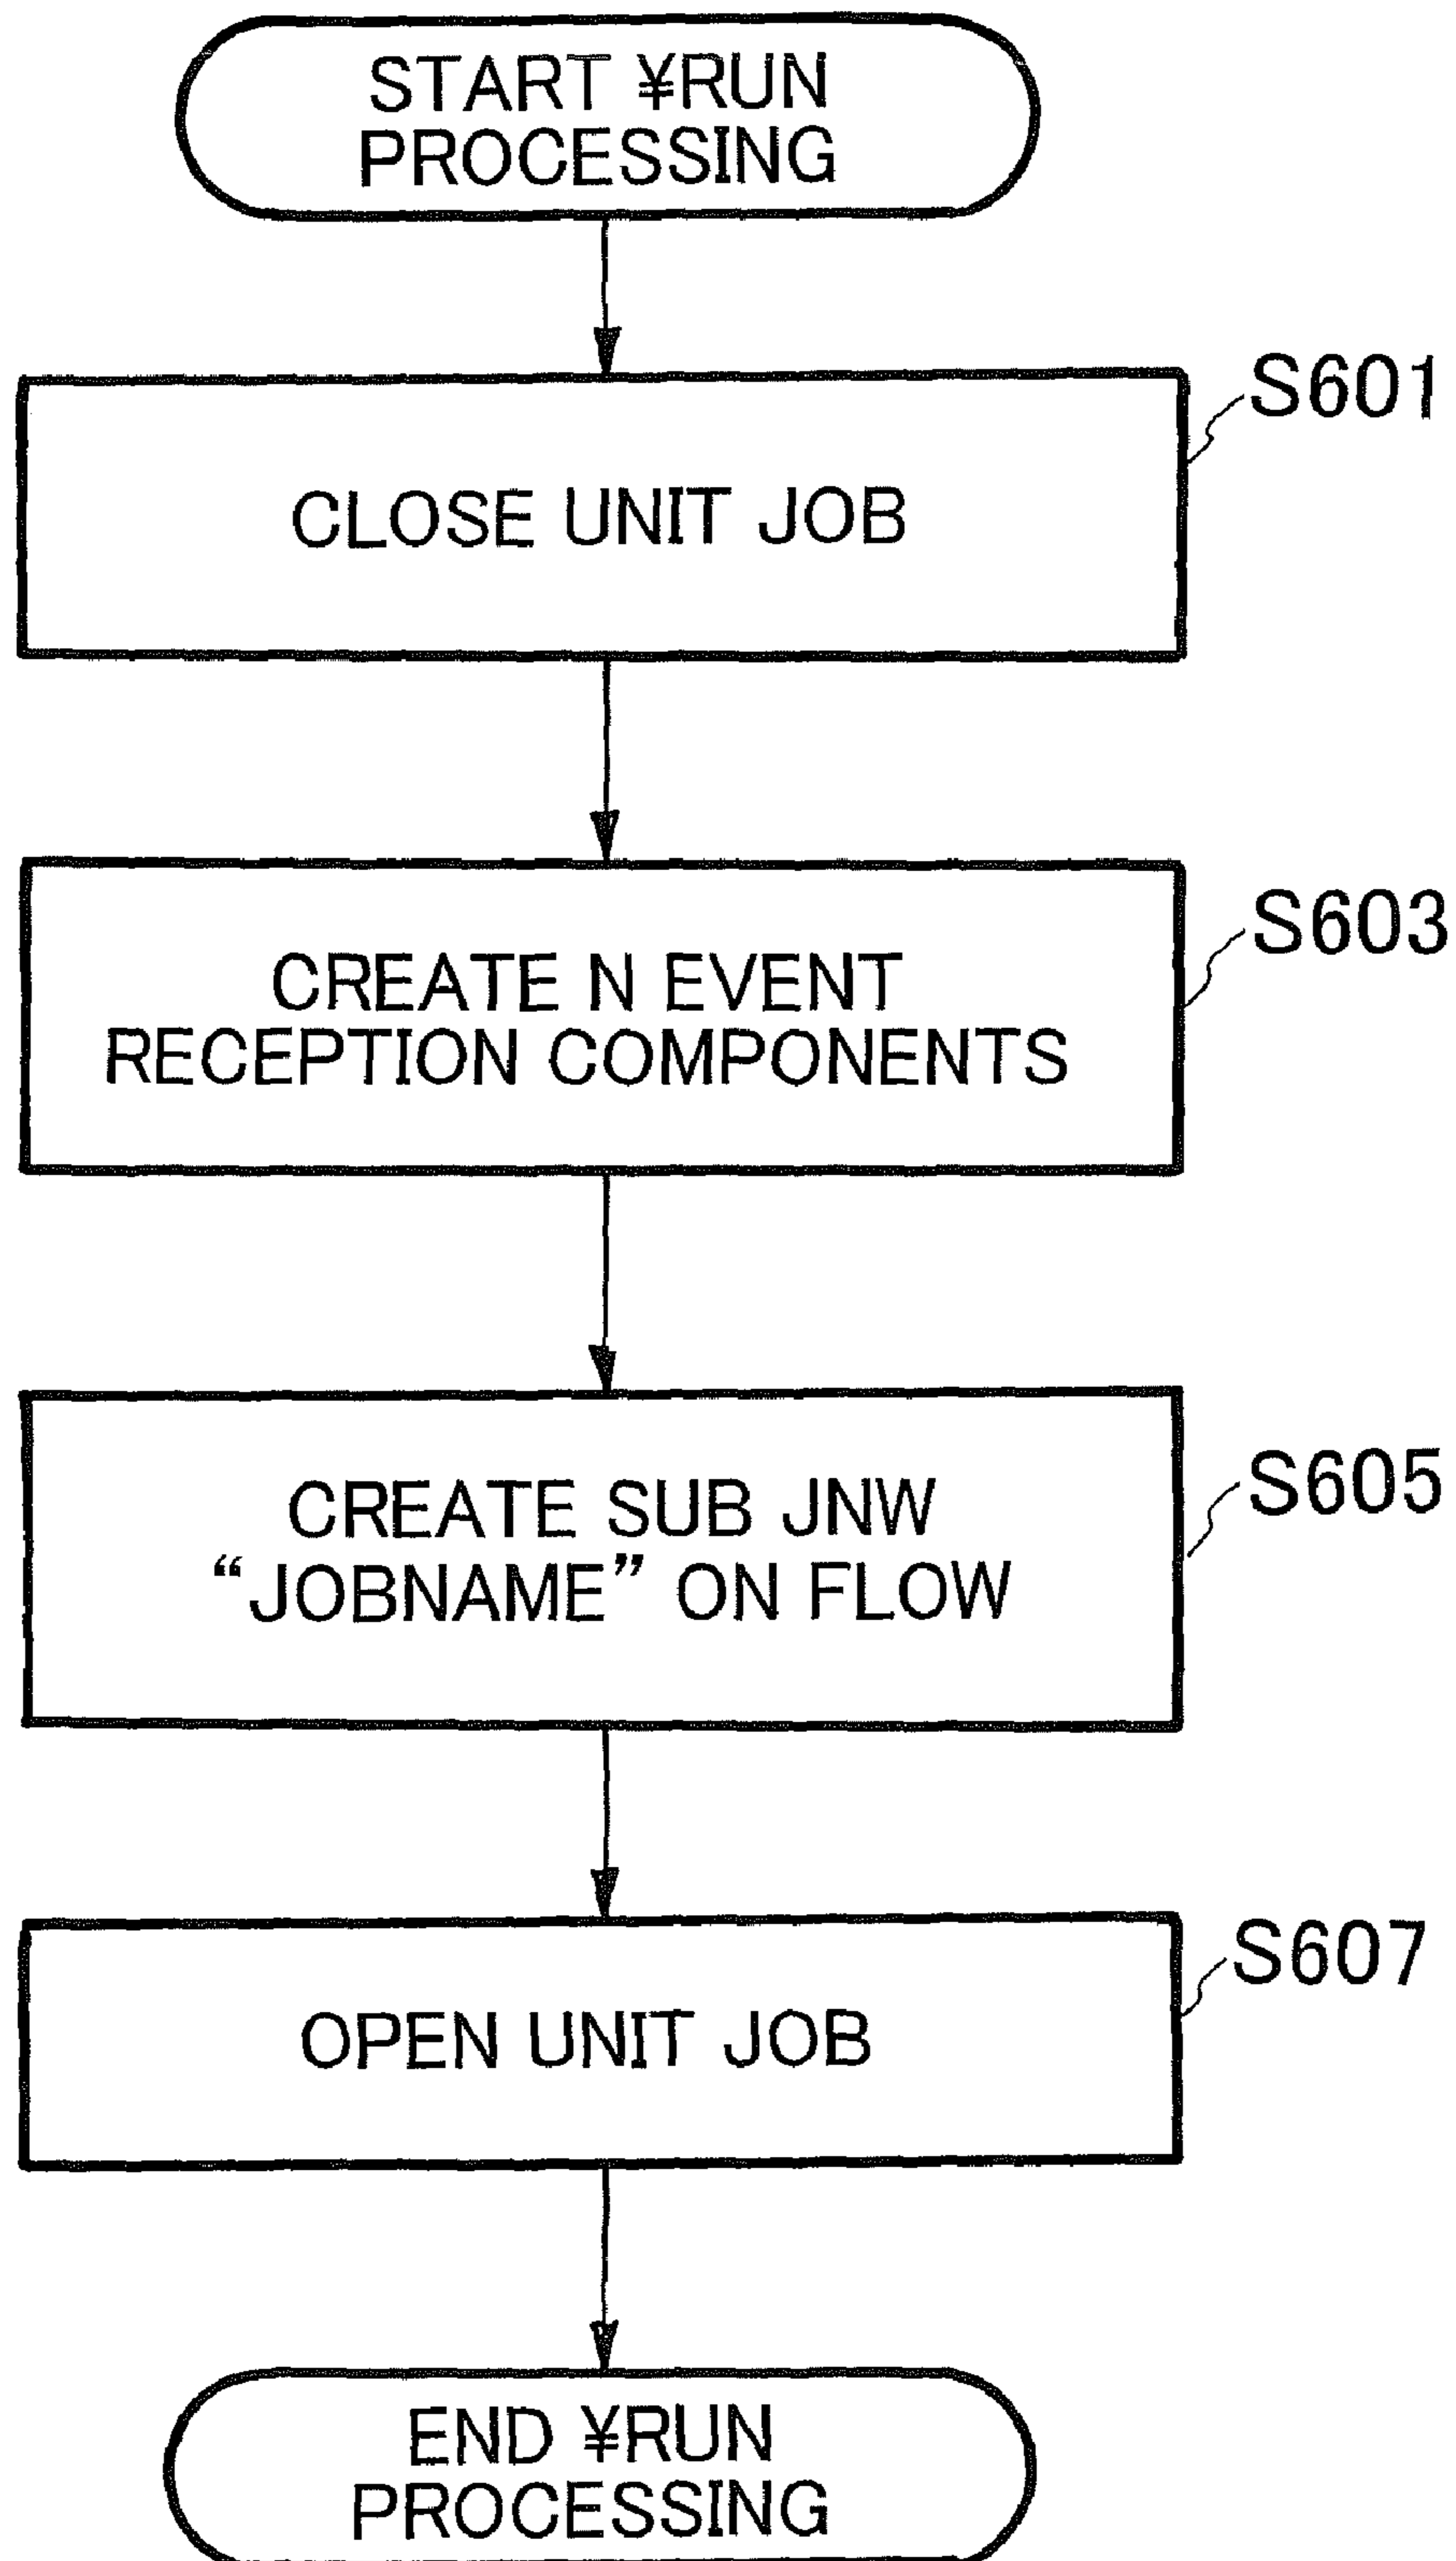 START ¥RUN
PROCESSING
S601
CLOSE UNIT JOB
S603
CREATE N EVENT
RECEPTION COMPONENTS
S605
CREATE SUB JNW
“JOBNAME” ON FLOW
S607
OPEN UNIT JOB
END ¥RUN
PROCESSING